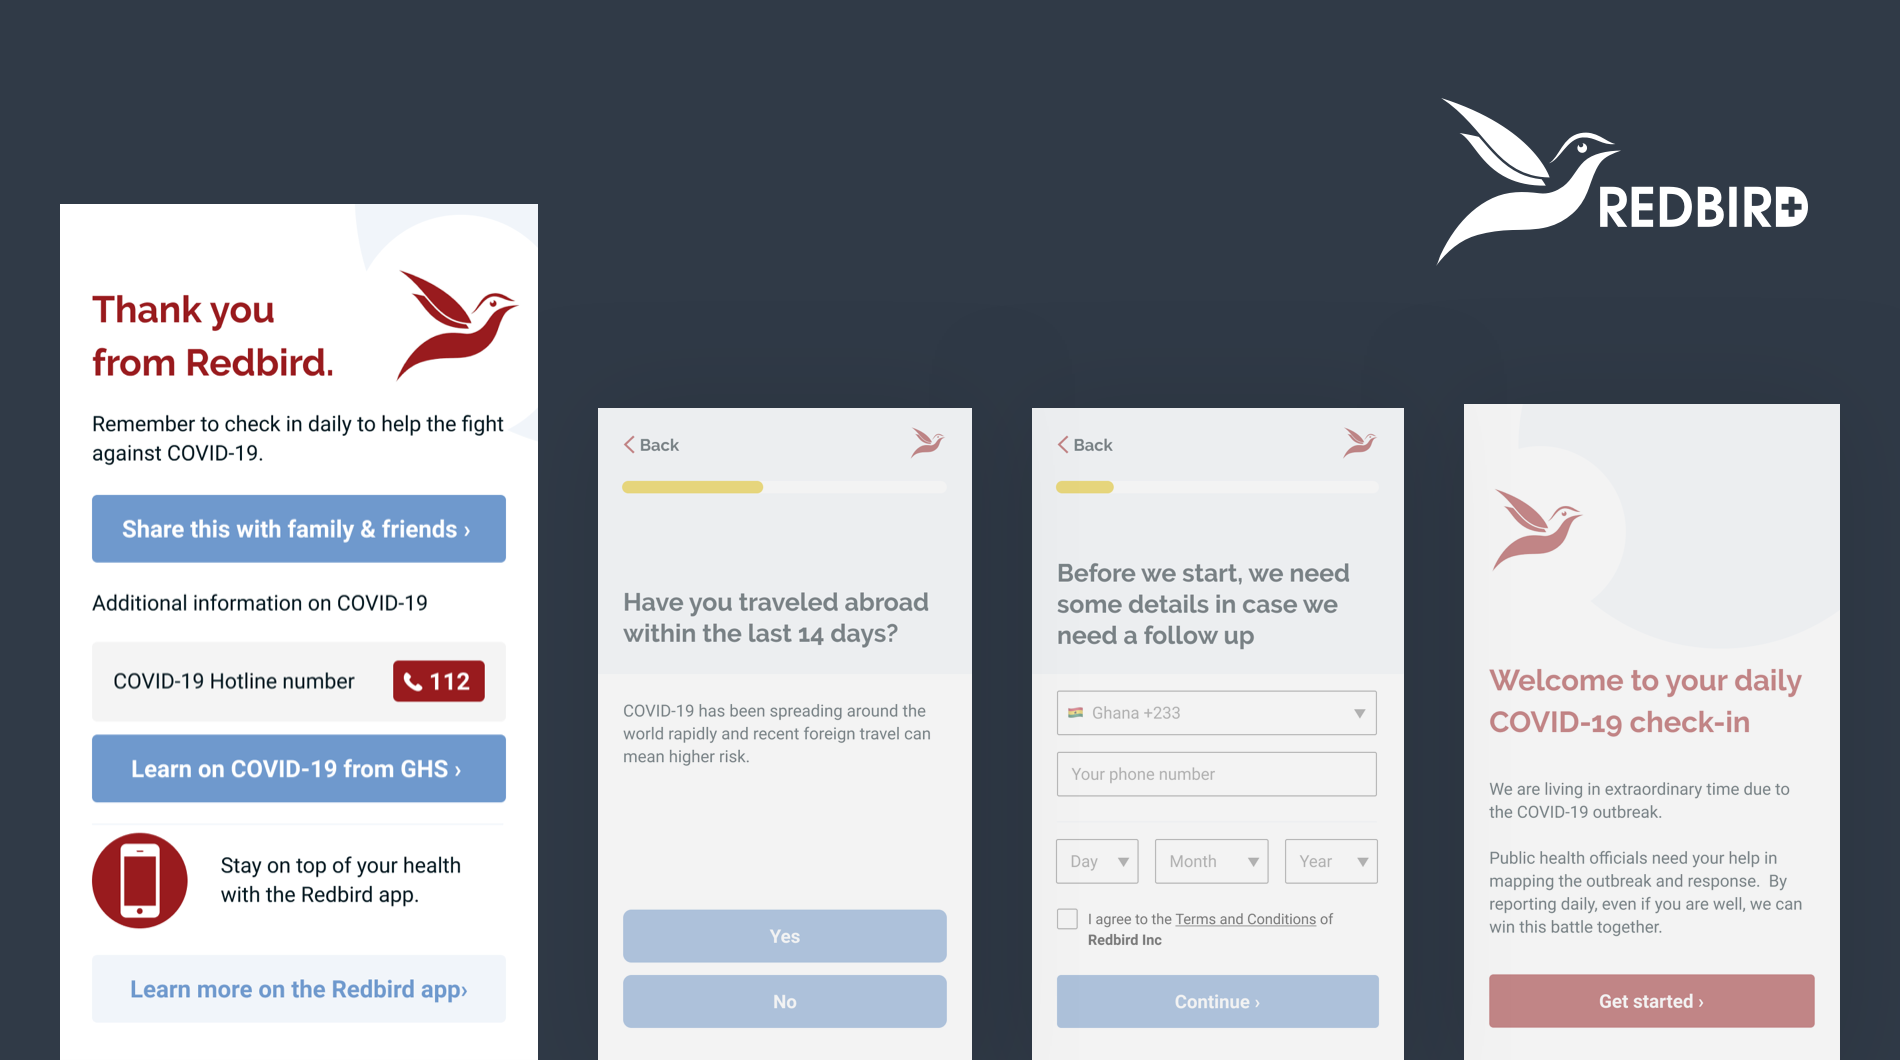 REDBIRD
Thank you
from Redbird.
Remember to check in daily to help the fight
against COVID-19.
Share this with family & friends ›
Additional information on COVID-19
COVID-19 Hotline number
112
Learn on COVID-19 from GHS ›
Stay on top of your health
with the Redbird app.
Learn more on the Redbird app›
Back
Have you traveled abroad
within the last 14 days?
COVID-19 has been spreading around the
world rapidly and recent foreign travel can
mean higher risk.
Yes
No
Back
Before we start, we need
some details in case we
need a follow up
Ghana +233
Your phone number
Day
Month
Year
I agree to the Terms and Conditions of
Redbird Inc
Continue ›
Welcome to your daily
COVID-19 check-in
We are living in extraordinary time due to
the COVID-19 outbreak.
Public health officials need your help in
mapping the outbreak and response.  By
reporting daily, even if you are well, we can
win this battle together.
Get started ›